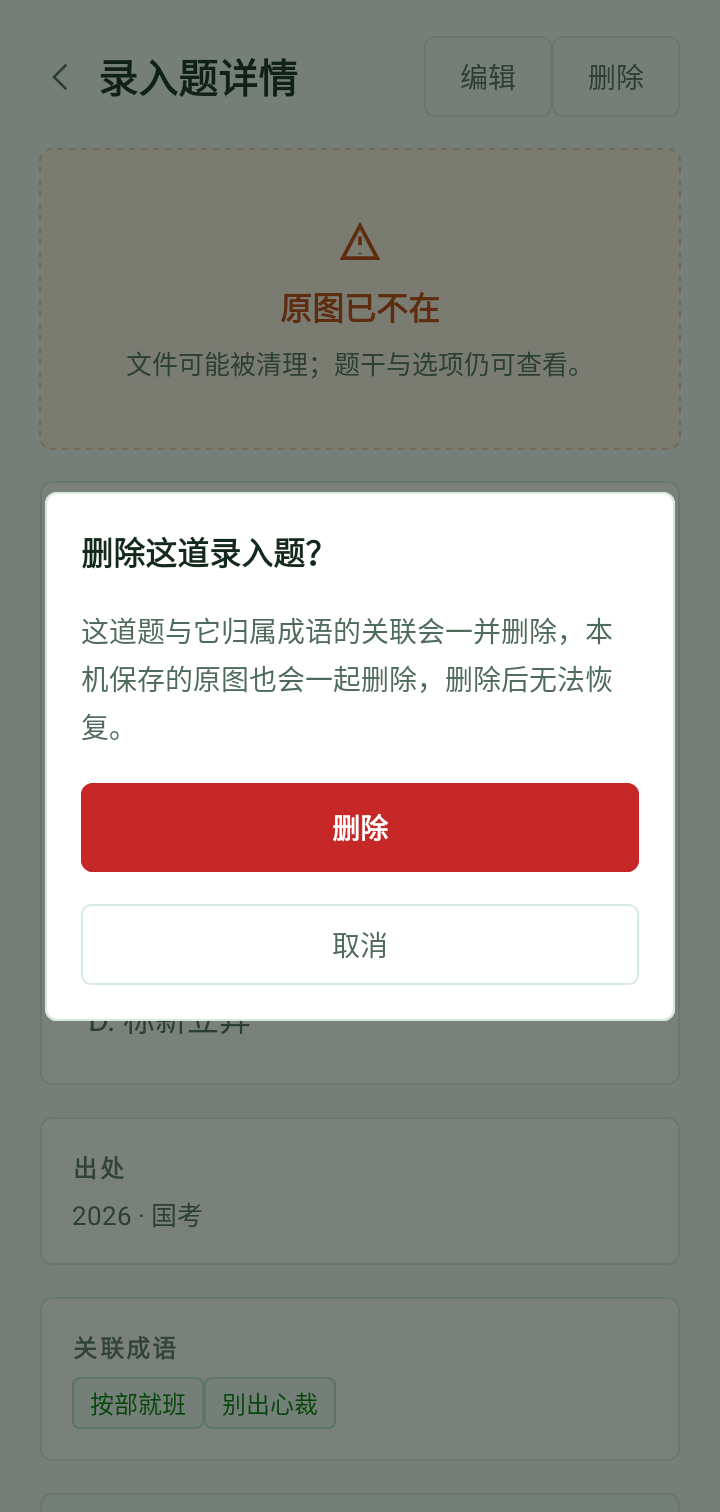 录入题详情
编辑
删除
原图已不在
文件可能被清理；题干与选项仍可查看。
删除这道录入题？
这道题与它归属成语的关联会一并删除，本
机保存的原图也会一起删除，删除后无法恢
复。
删除
取消
D. 标新立异
出处
2026 · 国考
关联成语
按部就班
别出心裁